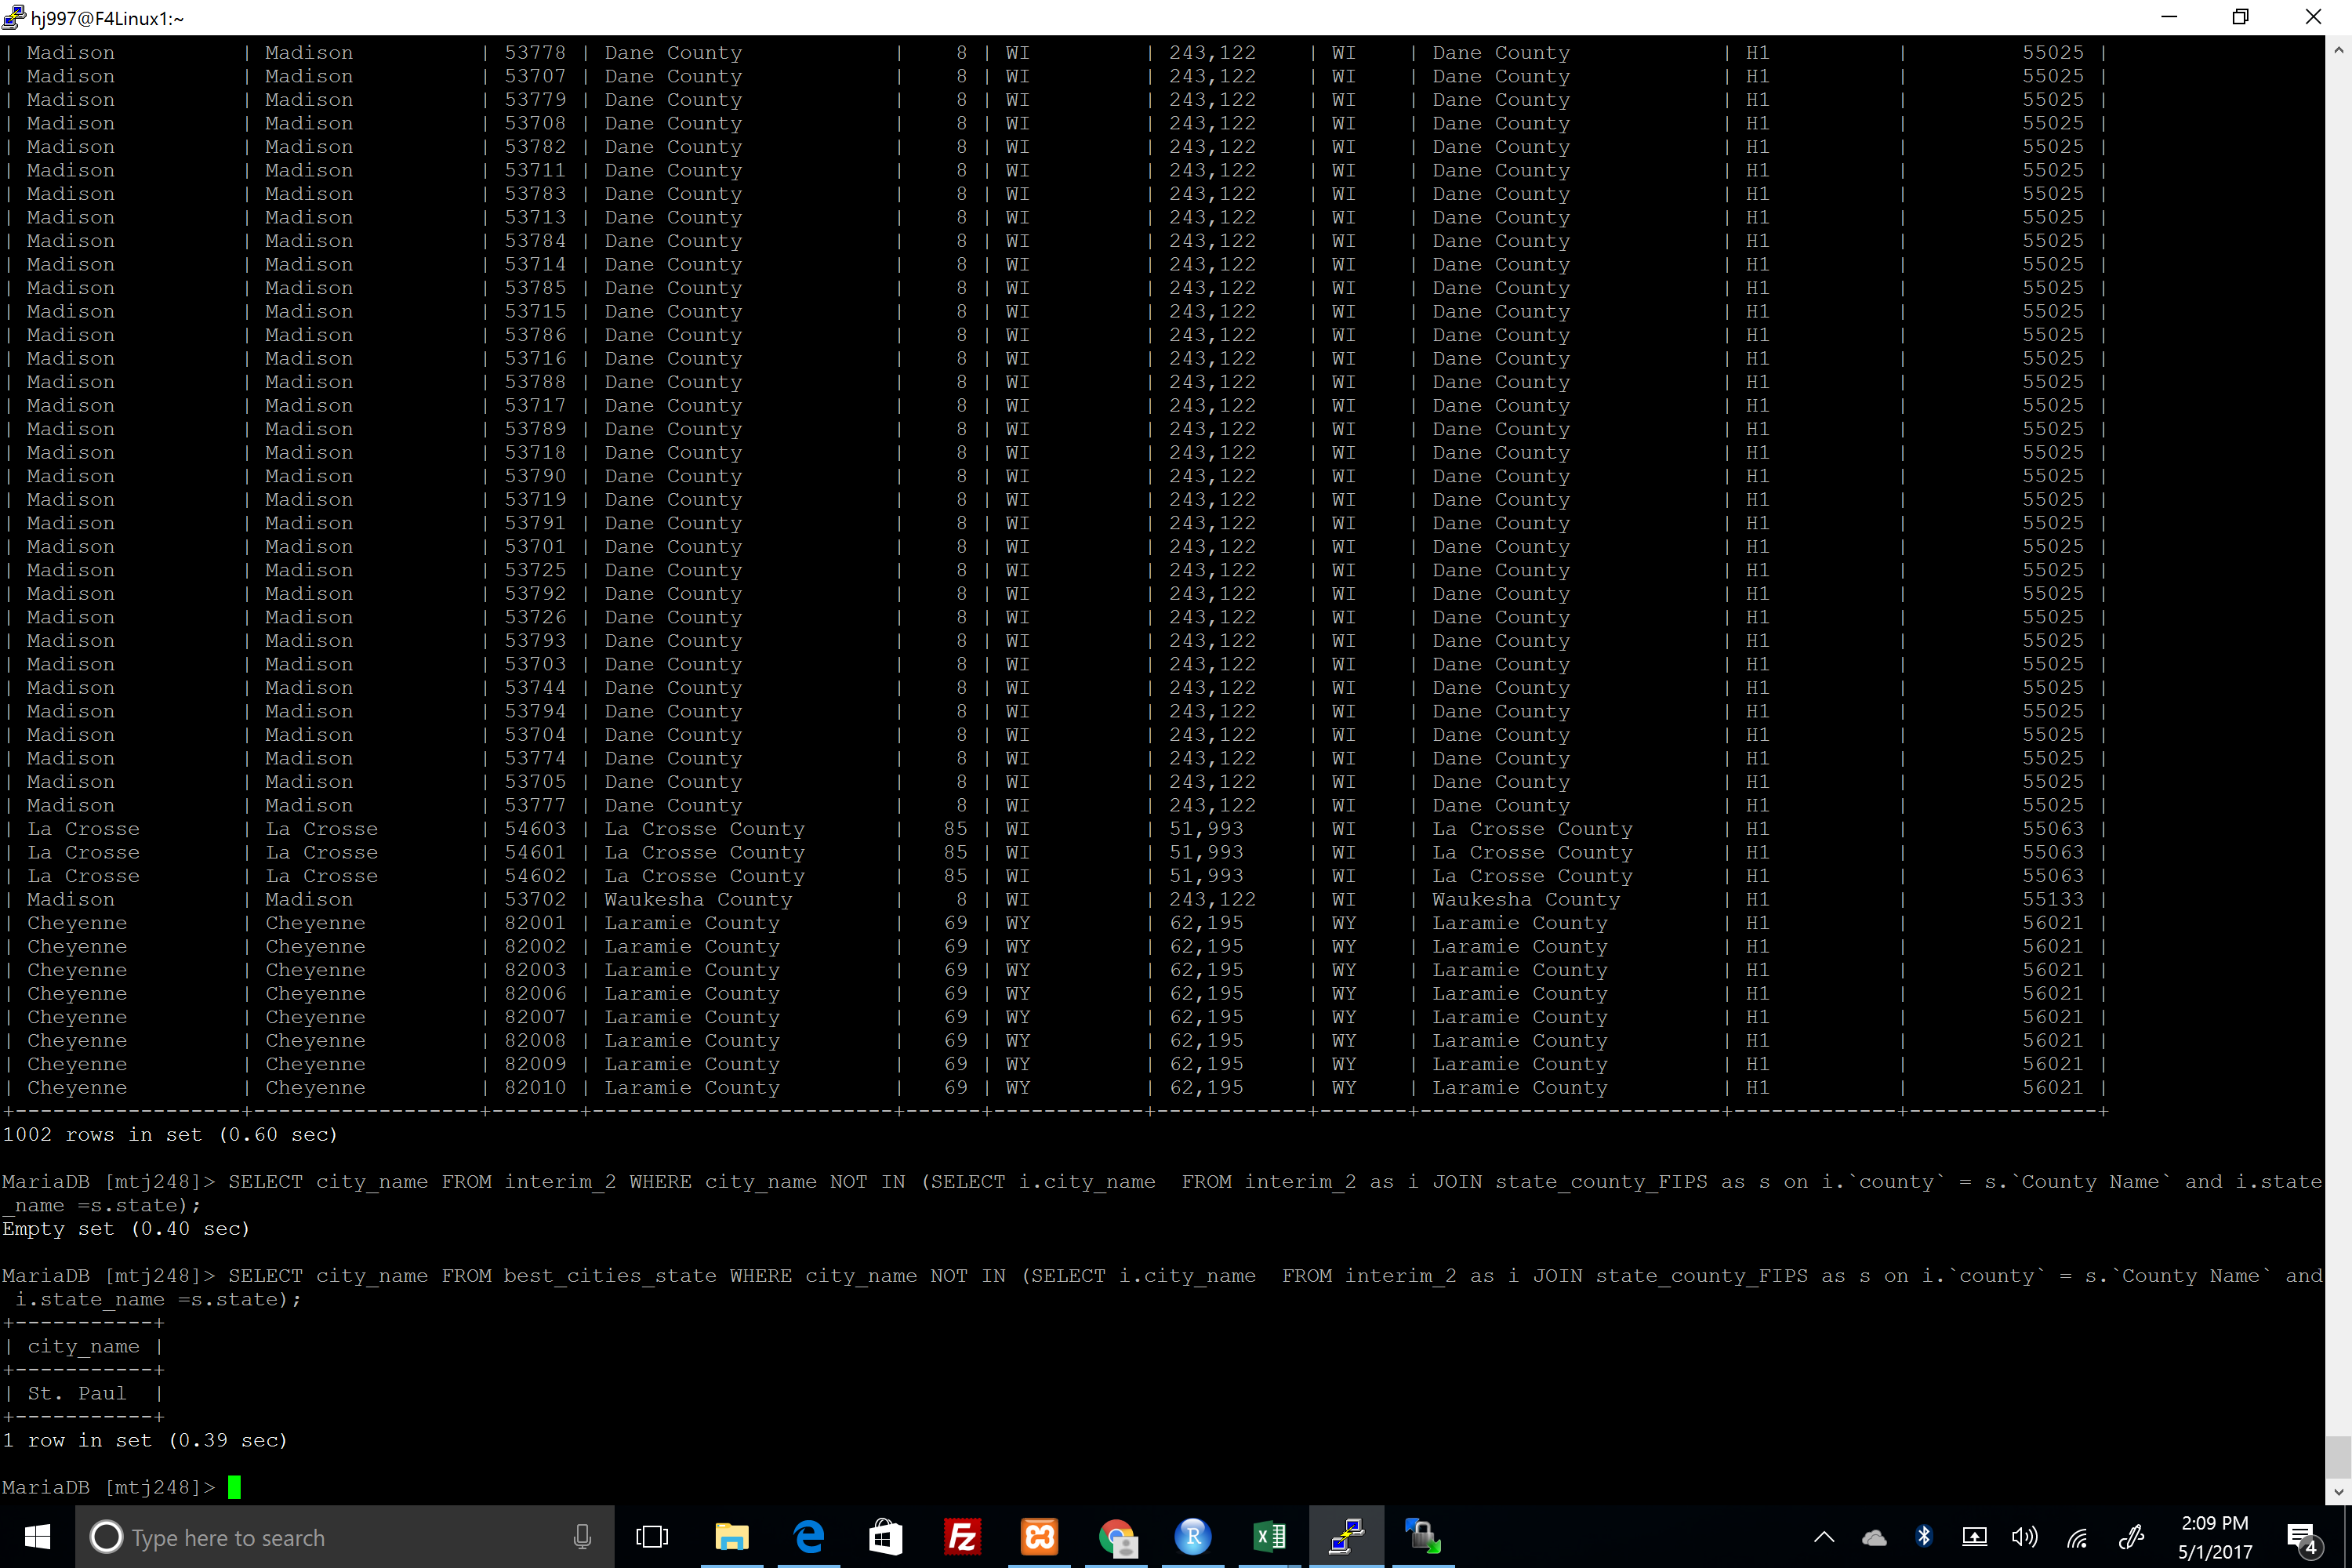 hj997@F4Linux1:~
| Madison | Madison | 53778 | Dane County | 8 | WI | 243,122 | WI | Dane County | H1 | 55025 |
| Madison | Madison | 53707 | Dane County | 8 | WI | 243,122 | WI | Dane County | H1 | 55025 |
| Madison | Madison | 53779 | Dane County | 8 | WI | 243,122 | WI | Dane County | H1 | 55025 |
| Madison | Madison | 53708 | Dane County | 8 | WI | 243,122 | WI | Dane County | H1 | 55025 |
| Madison | Madison | 53782 | Dane County | 8 | WI | 243,122 | WI | Dane County | H1 | 55025 |
| Madison | Madison | 53711 | Dane County | 8 | WI | 243,122 | WI | Dane County | H1 | 55025 |
| Madison | Madison | 53783 | Dane County | 8 | WI | 243,122 | WI | Dane County | H1 | 55025 |
| Madison | Madison | 53713 | Dane County | 8 | WI | 243,122 | WI | Dane County | H1 | 55025 |
| Madison | Madison | 53784 | Dane County | 8 | WI | 243,122 | WI | Dane County | H1 | 55025 |
| Madison | Madison | 53714 | Dane County | 8 | WI | 243,122 | WI | Dane County | H1 | 55025 |
| Madison | Madison | 53785 | Dane County | 8 | WI | 243,122 | WI | Dane County | H1 | 55025 |
| Madison | Madison | 53715 | Dane County | 8 | WI | 243,122 | WI | Dane County | H1 | 55025 |
| Madison | Madison | 53786 | Dane County | 8 | WI | 243,122 | WI | Dane County | H1 | 55025 |
| Madison | Madison | 53716 | Dane County | 8 | WI | 243,122 | WI | Dane County | H1 | 55025 |
| Madison | Madison | 53788 | Dane County | 8 | WI | 243,122 | WI | Dane County | H1 | 55025 |
| Madison | Madison | 53717 | Dane County | 8 | WI | 243,122 | WI | Dane County | H1 | 55025 |
| Madison | Madison | 53789 | Dane County | 8 | WI | 243,122 | WI | Dane County | H1 | 55025 |
| Madison | Madison | 53718 | Dane County | 8 | WI | 243,122 | WI | Dane County | H1 | 55025 |
| Madison | Madison | 53790 | Dane County | 8 | WI | 243,122 | WI | Dane County | H1 | 55025 |
| Madison | Madison | 53719 | Dane County | 8 | WI | 243,122 | WI | Dane County | H1 | 55025 |
| Madison | Madison | 53791 | Dane County | 8 | WI | 243,122 | WI | Dane County | H1 | 55025 |
| Madison | Madison | 53701 | Dane County | 8 | WI | 243,122 | WI | Dane County | H1 | 55025 |
| Madison | Madison | 53725 | Dane County | 8 | WI | 243,122 | WI | Dane County | H1 | 55025 |
| Madison | Madison | 53792 | Dane County | 8 | WI | 243,122 | WI | Dane County | H1 | 55025 |
| Madison | Madison | 53726 | Dane County | 8 | WI | 243,122 | WI | Dane County | H1 | 55025 |
| Madison | Madison | 53793 | Dane County | 8 | WI | 243,122 | WI | Dane County | H1 | 55025 |
| Madison | Madison | 53703 | Dane County | 8 | WI | 243,122 | WI | Dane County | H1 | 55025 |
| Madison | Madison | 53744 | Dane County | 8 | WI | 243,122 | WI | Dane County | H1 | 55025 |
| Madison | Madison | 53794 | Dane County | 8 | WI | 243,122 | WI | Dane County | H1 | 55025 |
| Madison | Madison | 53704 | Dane County | 8 | WI | 243,122 | WI | Dane County | H1 | 55025 |
| Madison | Madison | 53774 | Dane County | 8 | WI | 243,122 | WI | Dane County | H1 | 55025 |
| Madison | Madison | 53705 | Dane County | 8 | WI | 243,122 | WI | Dane County | H1 | 55025 |
| Madison | Madison | 53777 | Dane County | 8 | WI | 243,122 | WI | Dane County | H1 | 55025 |
| La Crosse | La Crosse | 54603 | La Crosse County | 85 | WI | 51,993 | WI | La Crosse County | H1 | 55063 |
| La Crosse | La Crosse | 54601 | La Crosse County | 85 | WI | 51,993 | WI | La Crosse County | H1 | 55063 |
| La Crosse | La Crosse | 54602 | La Crosse County | 85 | WI | 51,993 | WI | La Crosse County | H1 | 55063 |
| Madison | Madison | 53702 | Waukesha County | 8 | WI | 243,122 | WI | Waukesha County | H1 | 55133 |
| Cheyenne | Cheyenne | 82001 | Laramie County | 69 | WY | 62,195 | WY | Laramie County | H1 | 56021 |
| Cheyenne | Cheyenne | 82002 | Laramie County | 69 | WY | 62,195 | WY | Laramie County | H1 | 56021 |
| Cheyenne | Cheyenne | 82003 | Laramie County | 69 | WY | 62,195 | WY | Laramie County | H1 | 56021 |
| Cheyenne | Cheyenne | 82006 | Laramie County | 69 | WY | 62,195 | WY | Laramie County | H1 | 56021 |
| Cheyenne | Cheyenne | 82007 | Laramie County | 69 | WY | 62,195 | WY | Laramie County | H1 | 56021 |
| Cheyenne | Cheyenne | 82008 | Laramie County | 69 | WY | 62,195 | WY | Laramie County | H1 | 56021 |
| Cheyenne | Cheyenne | 82009 | Laramie County | 69 | WY | 62,195 | WY | Laramie County | H1 | 56021 |
| Cheyenne | Cheyenne | 82010 | Laramie County | 69 | WY | 62,195 | WY | Laramie County | H1 | 56021 |
+------------------+------------------+-------+------------------------+------+------------+------------+-------+------------------------+-------------+---------------+
1002 rows in set (0.60 sec)
MariaDB [mtj248]> SELECT city_name FROM interim_2 WHERE city_name NOT IN (SELECT i.city_name  FROM interim_2 as i JOIN state_county_FIPS as s on i.`county` = s.`County Name` and i.state
_name =s.state);
Empty set (0.40 sec)
MariaDB [mtj248]> SELECT city_name FROM best_cities_state WHERE city_name NOT IN (SELECT i.city_name  FROM interim_2 as i JOIN state_county_FIPS as s on i.`county` = s.`County Name` and
 i.state_name =s.state);
+-----------+
| city_name |
+-----------+
| St. Paul  |
+-----------+
1 row in set (0.39 sec)
MariaDB [mtj248]>
Type here to search
2:09 PM
5/1/2017
4